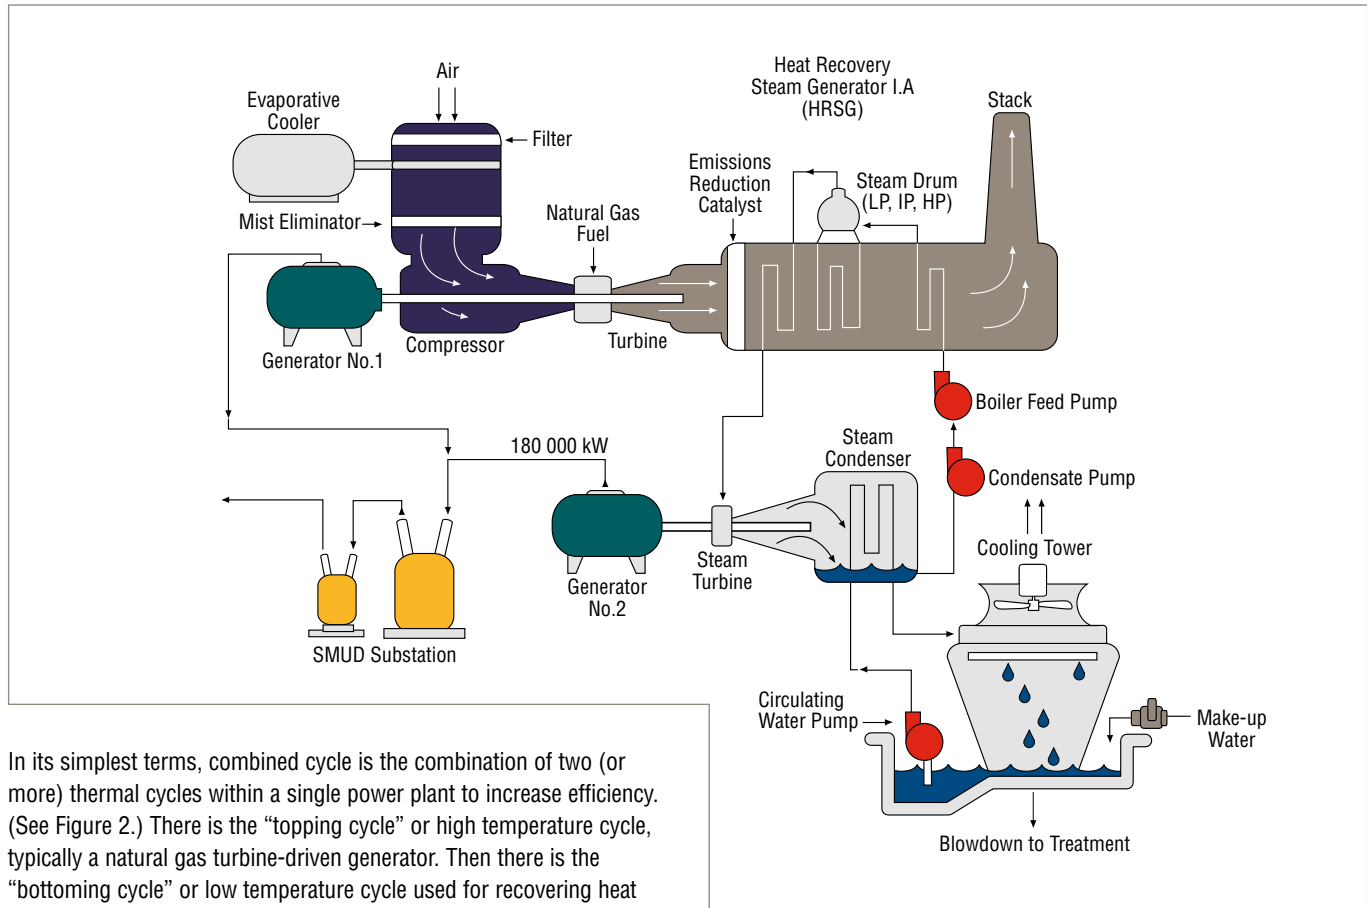 Air
Heat Recovery
Steam Generator I.A
(HRSG)
Stack
Evaporative
Cooler
Filter
Emissions
Reduction
Catalyst
Steam Drum
(LP, IP, HP)
Mist Eliminator
Natural Gas
Fuel
Generator No.1
Compressor
Turbine
Boiler Feed Pump
180 000 kW
Steam
Condenser
Condensate Pump
Cooling Tower
Steam
Turbine
Generator
No.2
SMUD Substation
Circulating
Water Pump
Make-up
Water
Blowdown to Treatment
In its simplest terms, combined cycle is the combination of two (or
more) thermal cycles within a single power plant to increase efficiency.
(See Figure 2.) There is the “topping cycle” or high temperature cycle,
typically a natural gas turbine-driven generator. Then there is the
“bottoming cycle” or low temperature cycle used for recovering heat